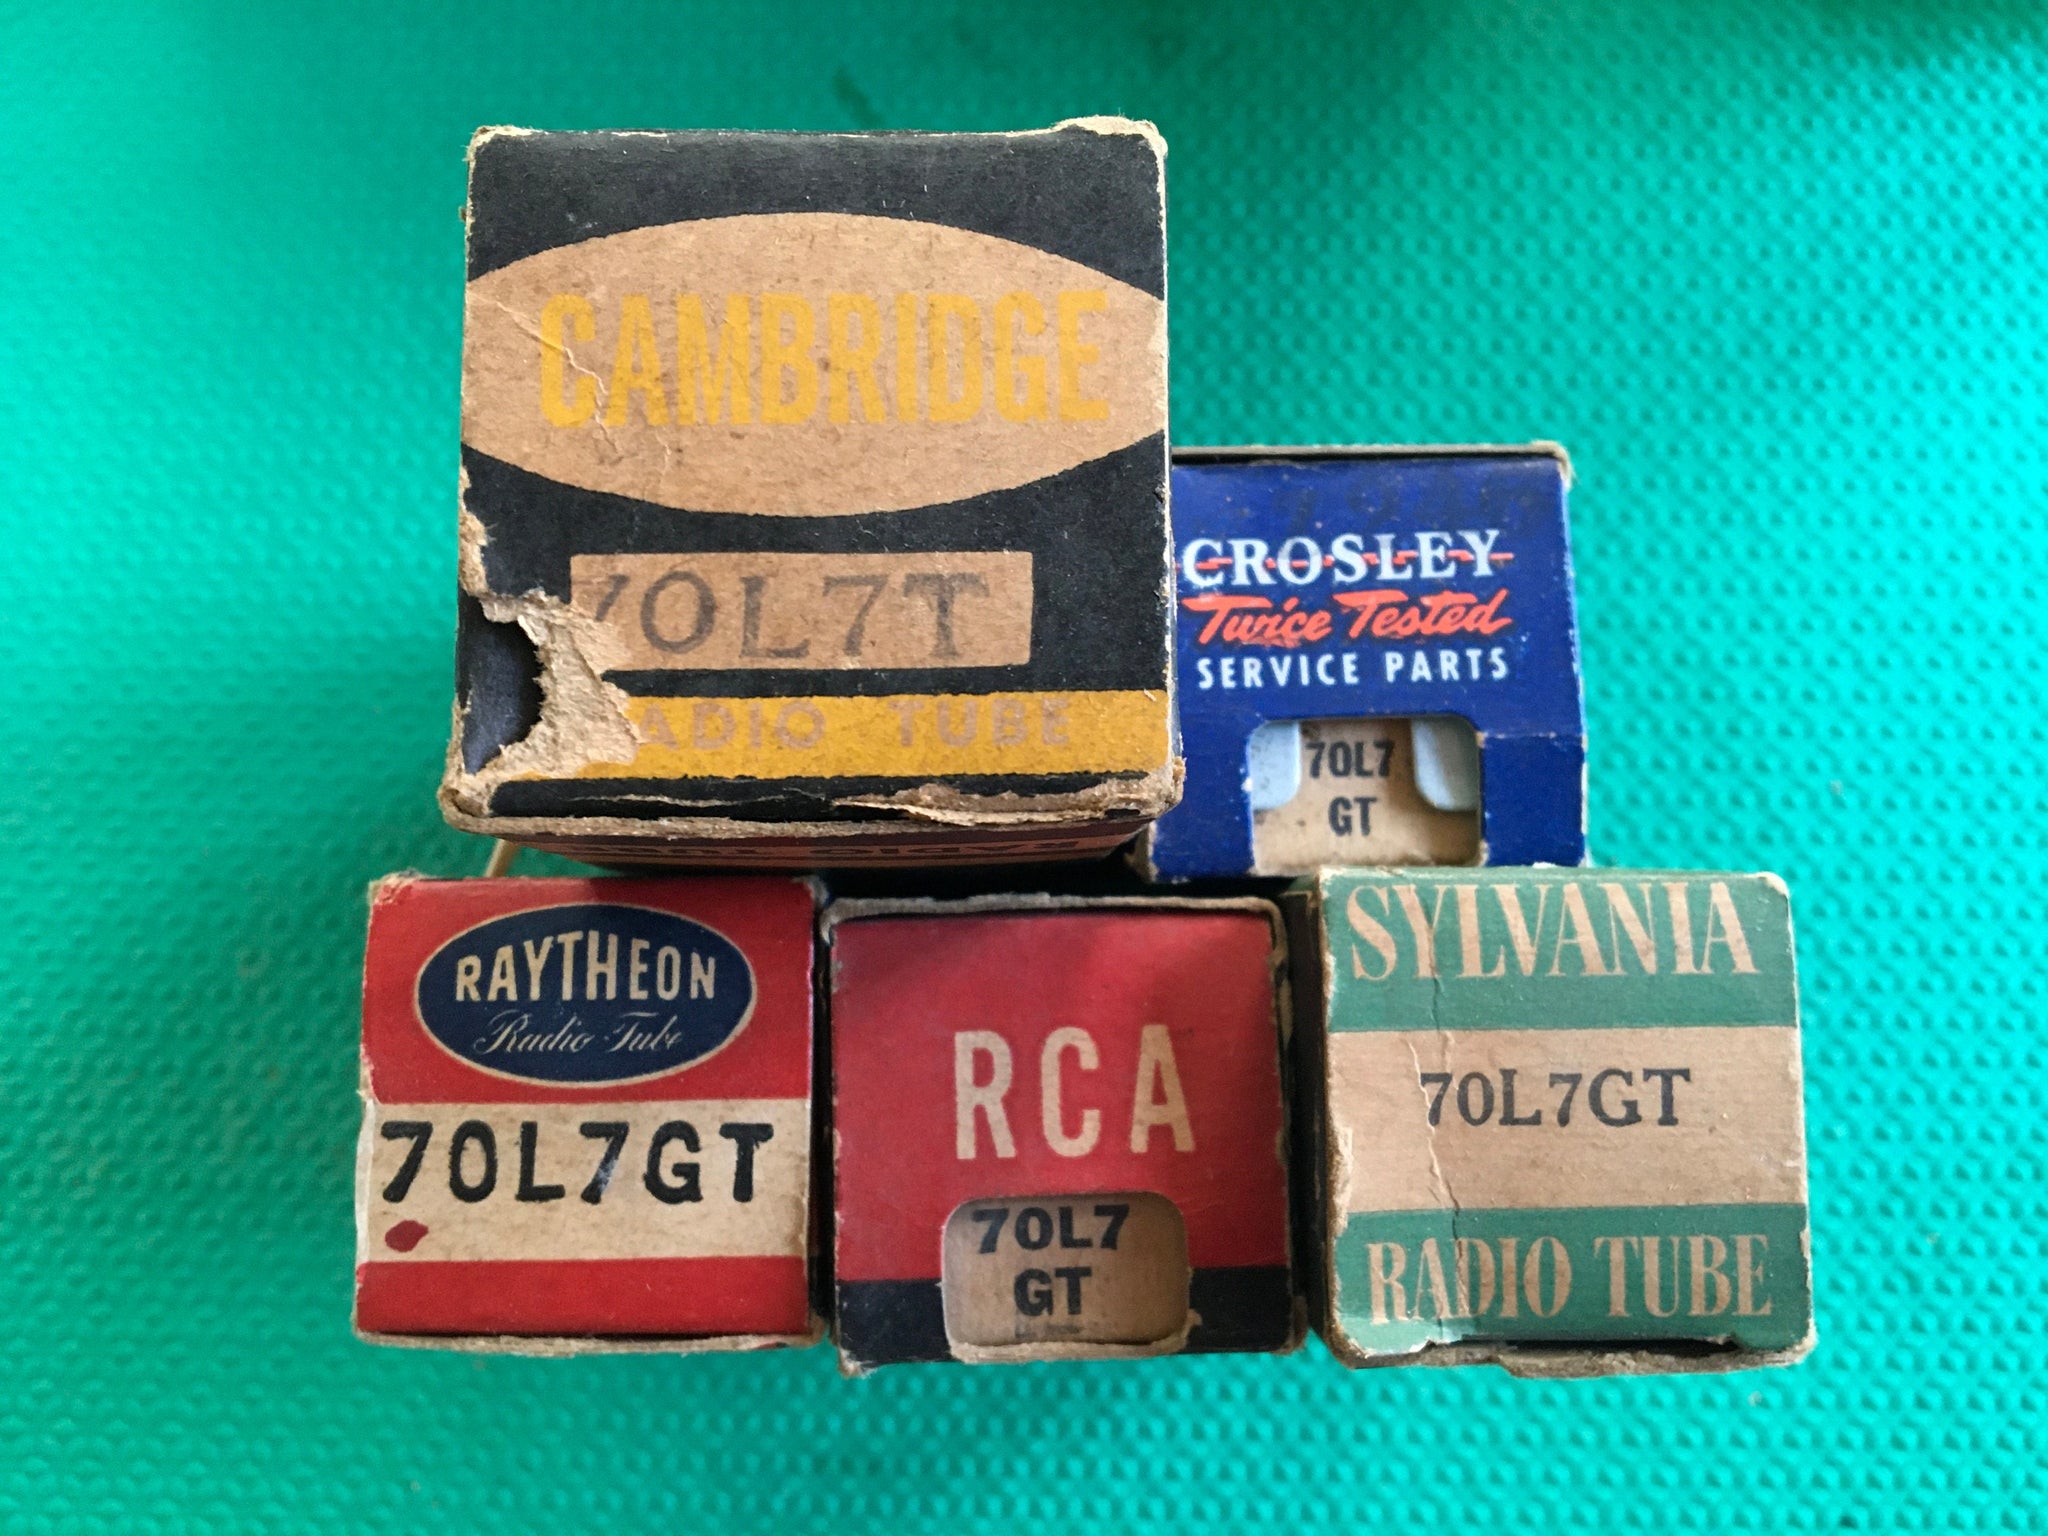 CAMBRIDGE
70L7T
RADIO TUBE
CROSLEY
Twice Tested
SERVICE PARTS
70L7
GT
RAYTHEON
Radio Tube
70L7GT
RCA
70L7
GT
SYLVANIA
70L7GT
RADIO TUBE